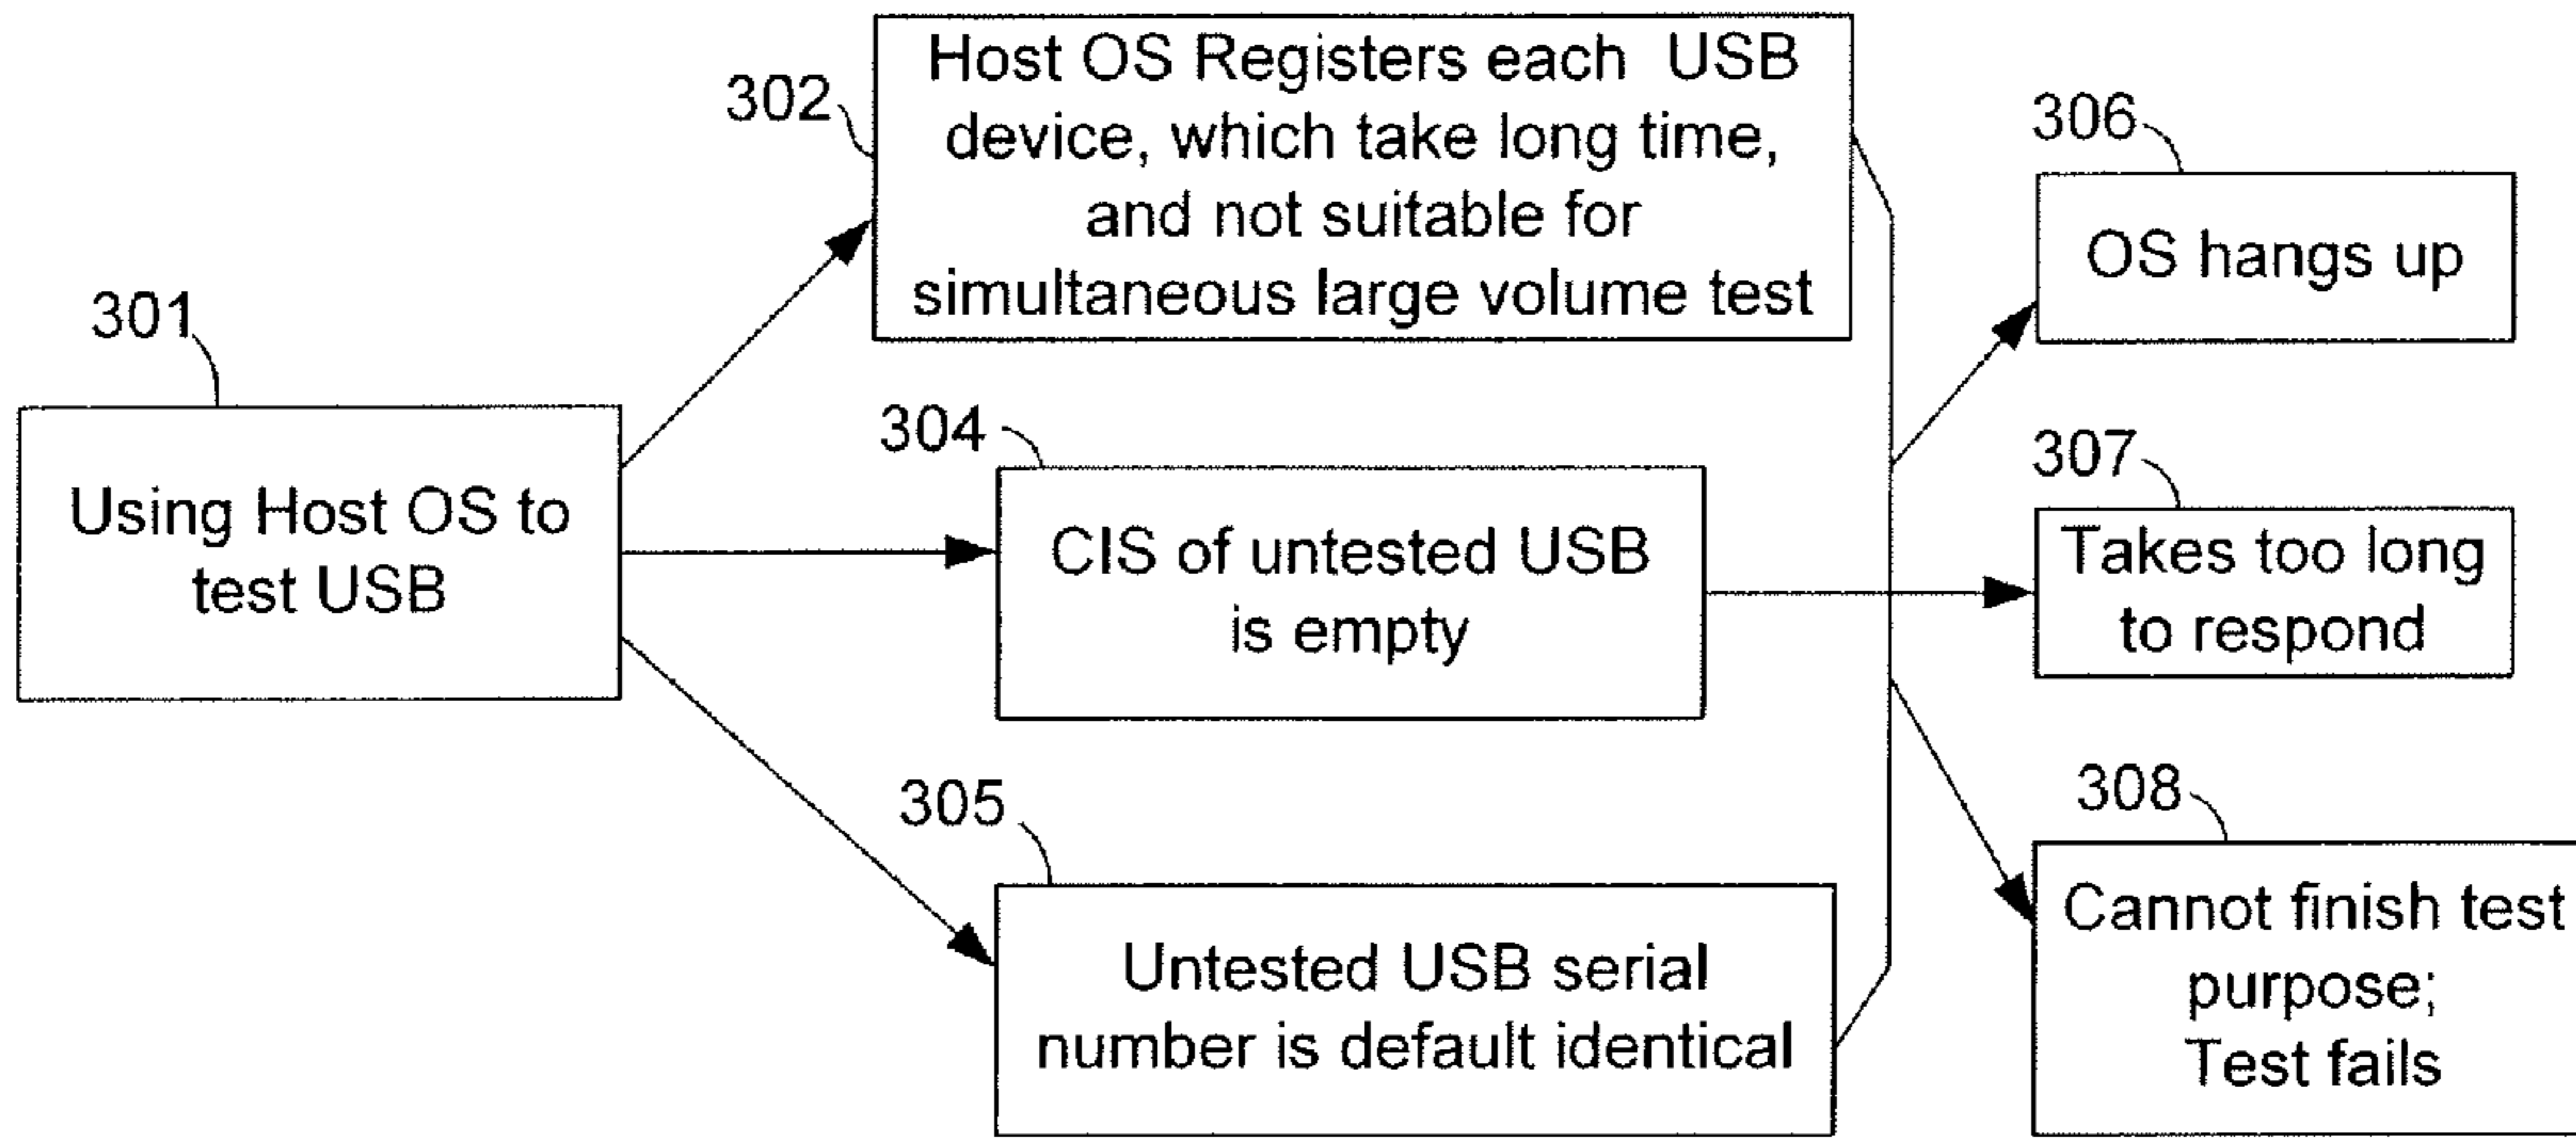 301
Using Host OS to
test USB
302
Host OS Registers each USB
device, which take long time,
and not suitable for
simultaneous large volume test
304
CIS of untested USB
is empty
305
Untested USB serial
number is default identical
306
OS hangs up
307
Takes too long
to respond
308
Cannot finish test
purpose;
Test fails